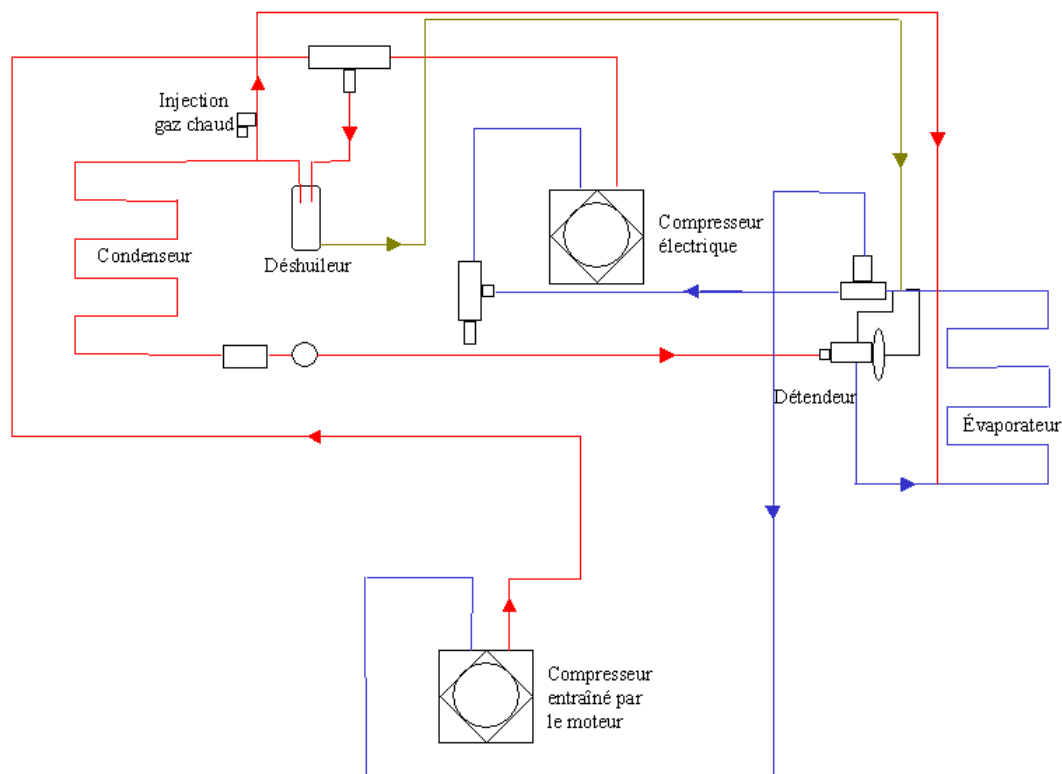 Injection
gaz chaud
Compresseur
électrique
Condenseur
Déshuileur
Détendeur
Évaporateur
Compresseur
entraîné par
le moteur